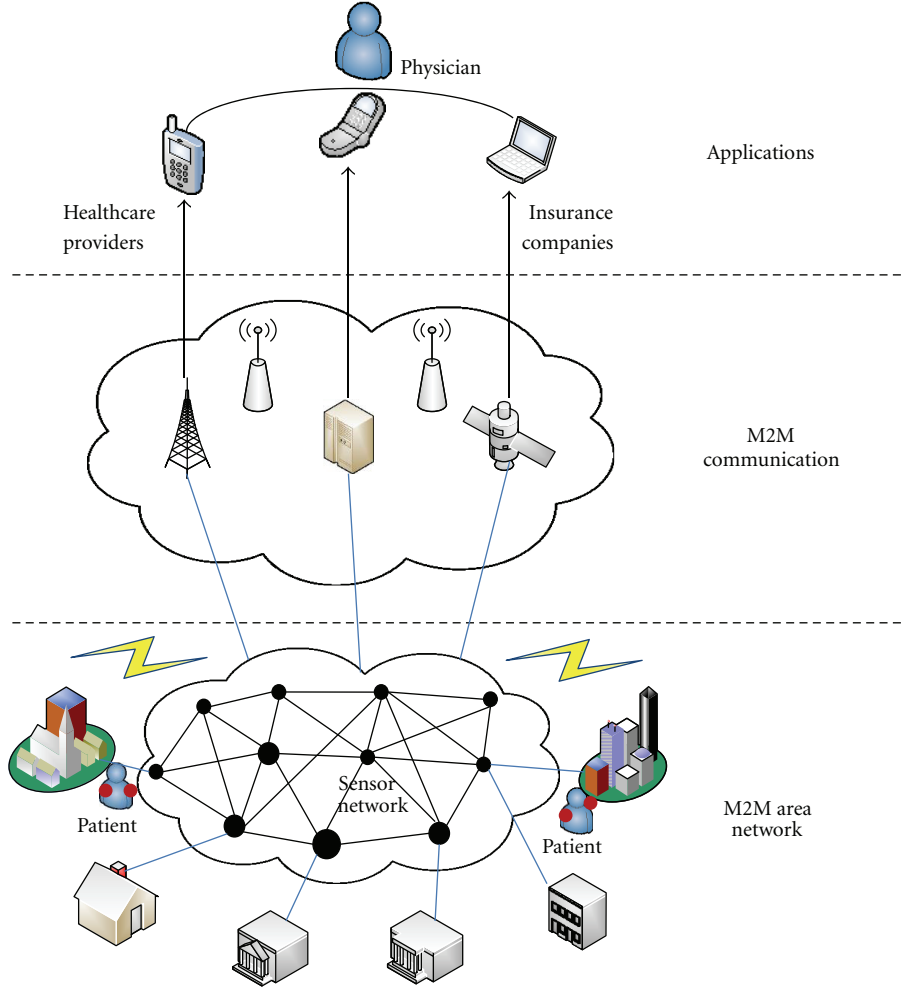 Physician
Applications
Healthcare
providers
Insurance
companies
M2M
communication
Sensor
network
Patient
Patient
M2M area
network